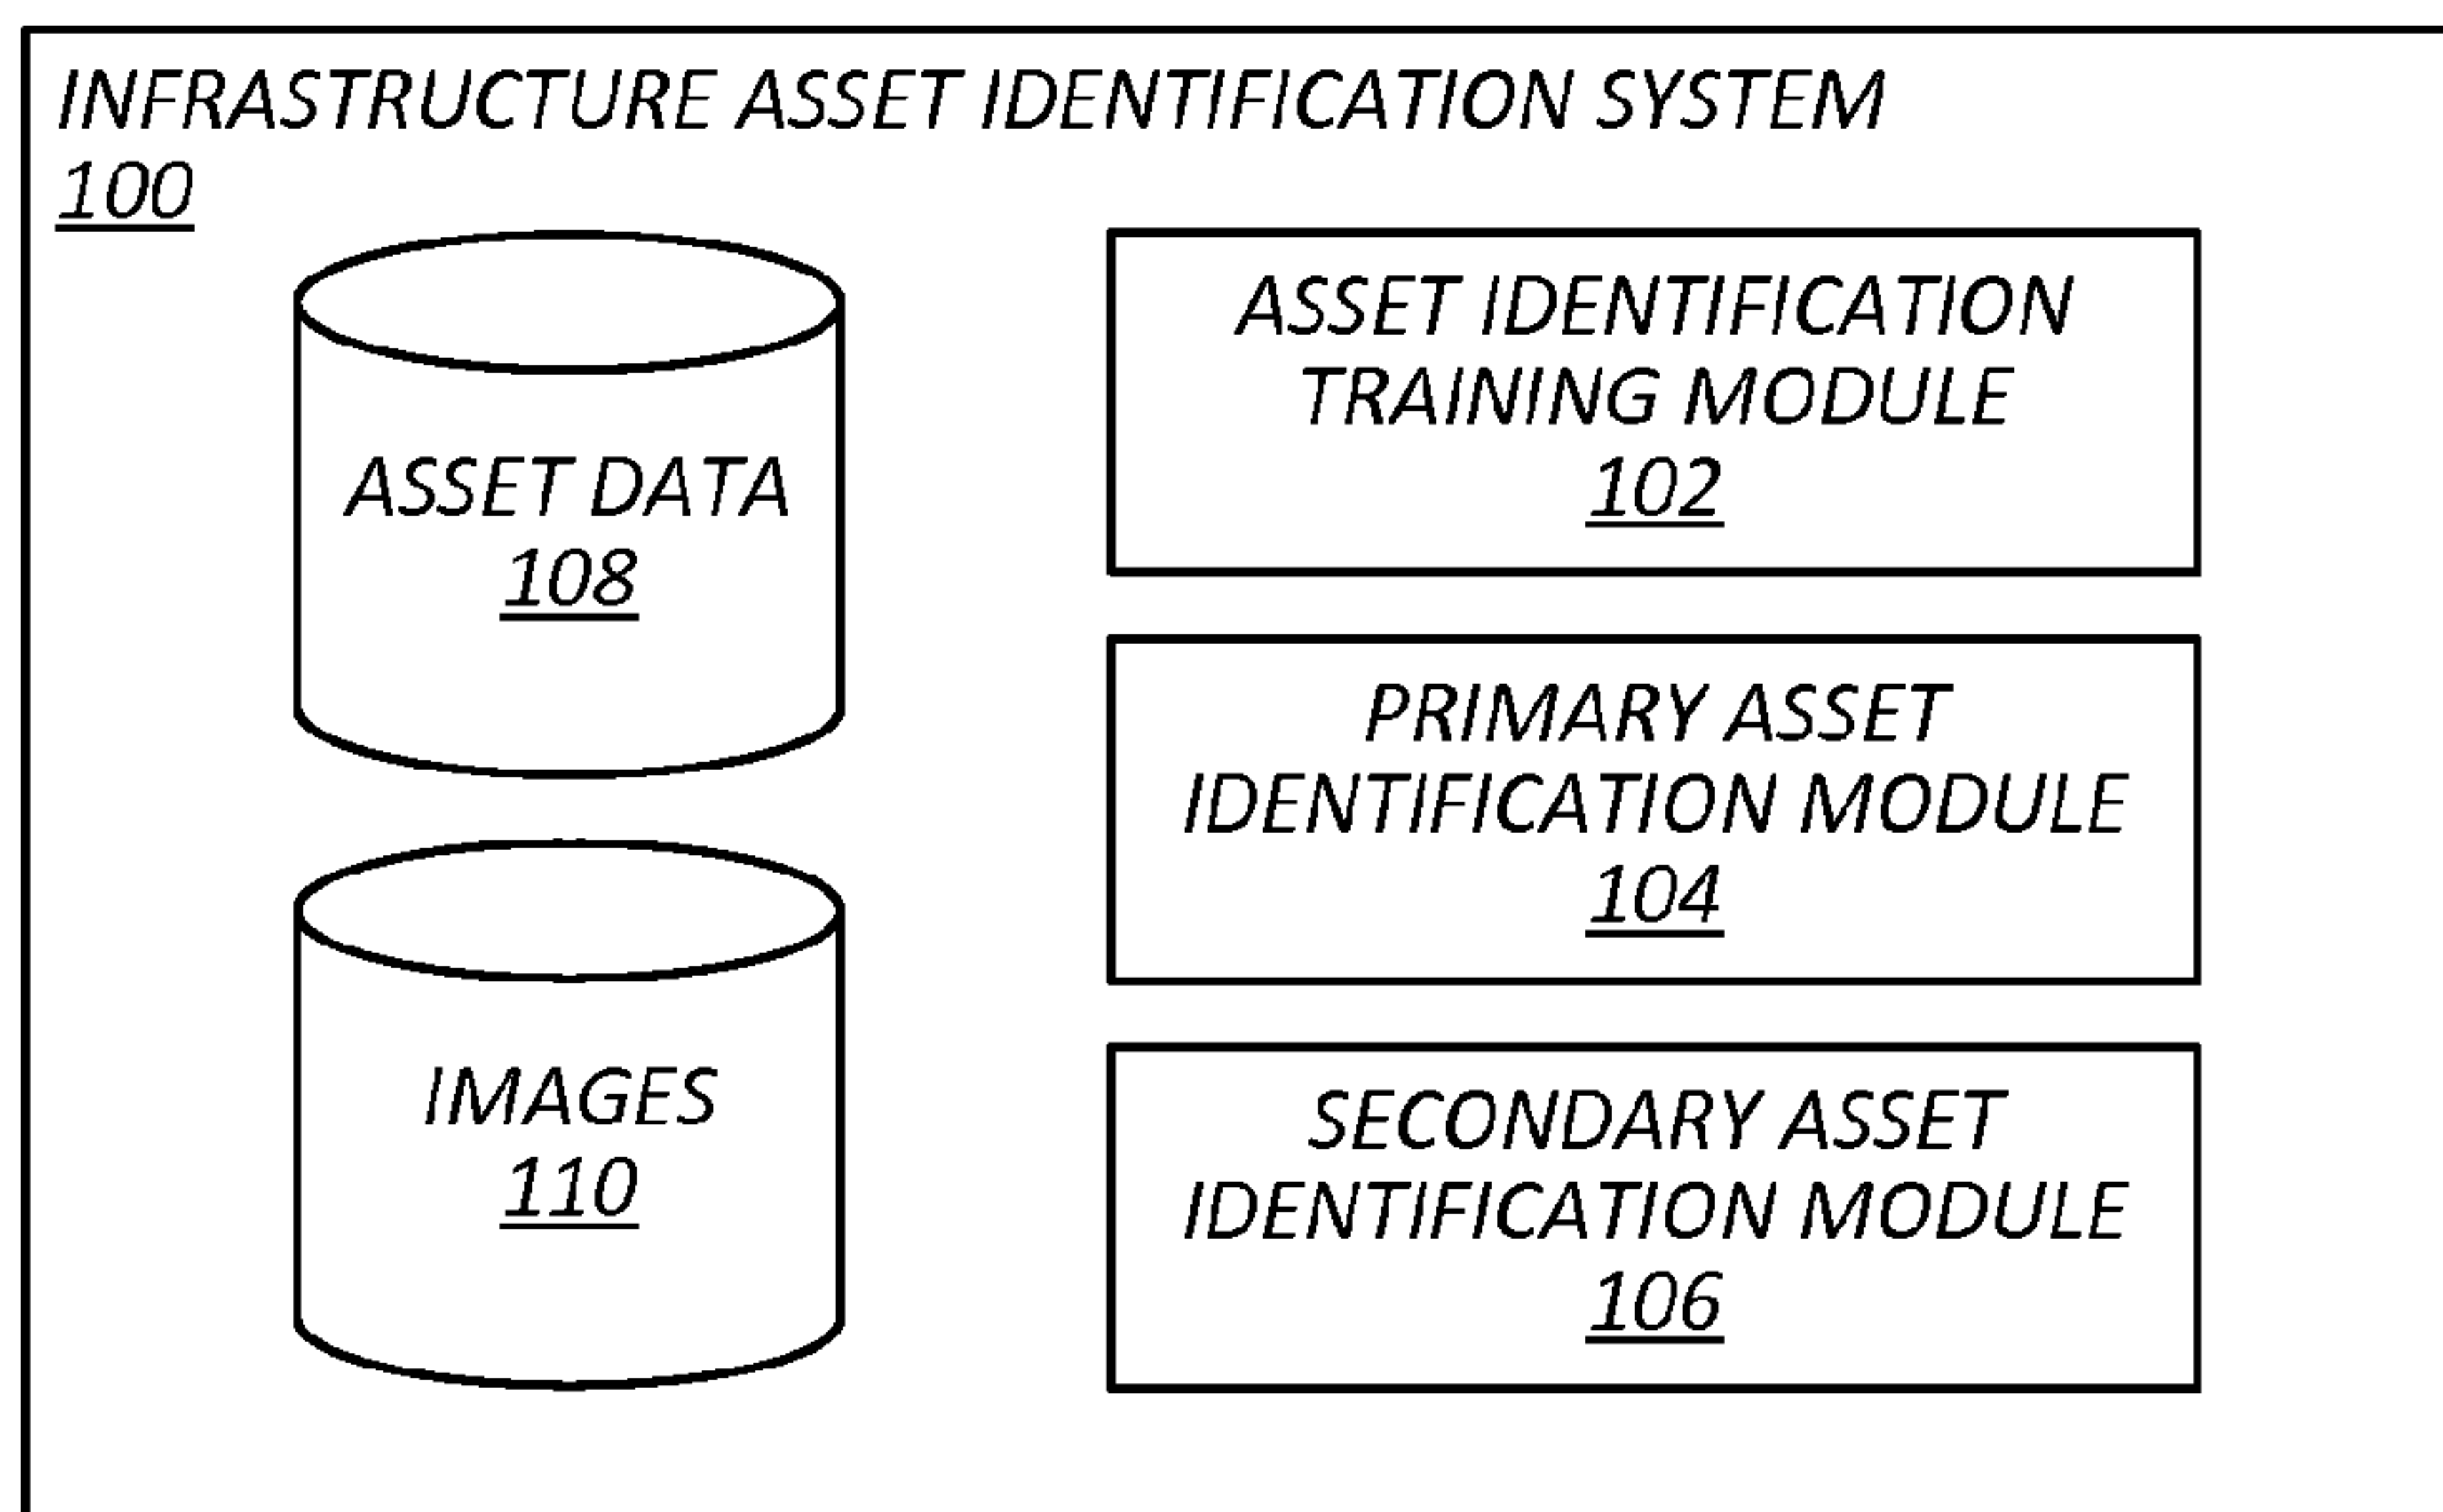 INFRASTRUCTURE ASSET IDENTIFICATION SYSTEM
100
ASSET DATA
108
IMAGES
110
ASSET IDENTIFICATION
TRAINING MODULE
102
PRIMARY ASSET
IDENTIFICATION MODULE
104
SECONDARY ASSET
IDENTIFICATION MODULE
106